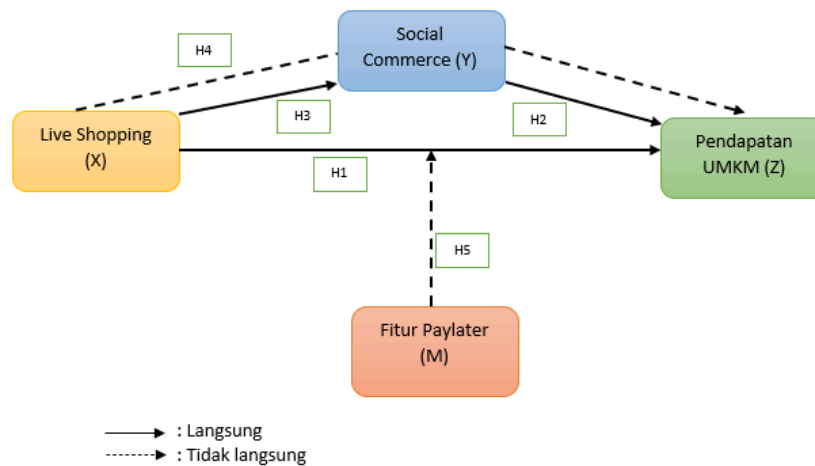 Social
Commerce (Y)
H4
H3
H2
Live Shopping
(X)
Pendapatan
UMKM (Z)
H1
H5
Fitur Paylater
(M)
: Langsung
: Tidak langsung